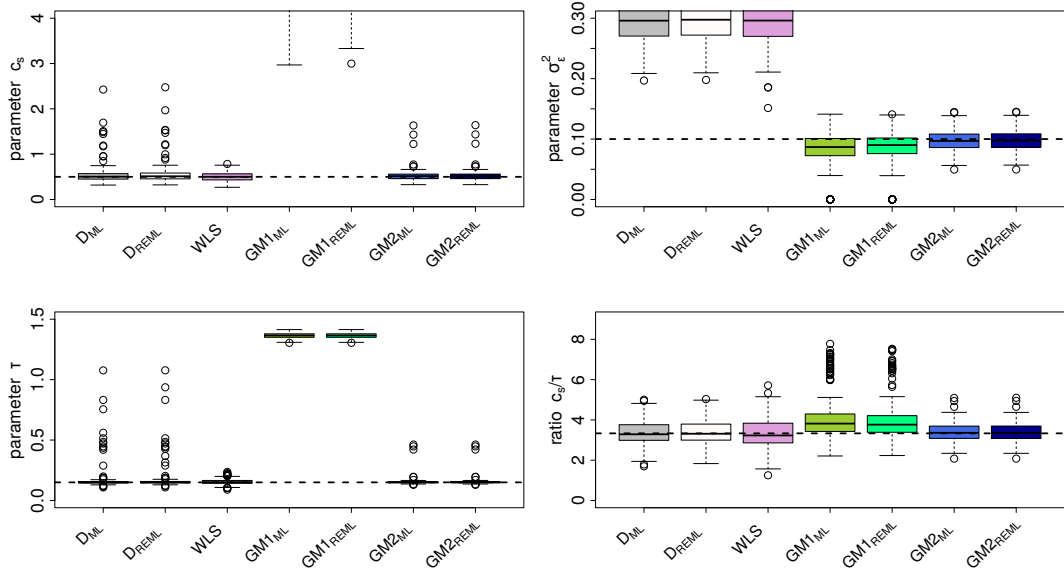 parameter c_s
4
3
2
1
0
D_ML
D_REML
WLS
GM1_ML
GM1_REML
GM2_ML
GM2_REML
parameter σ_ε^2
0.30
0.20
0.10
0.00
D_ML
D_REML
WLS
GM1_ML
GM1_REML
GM2_ML
GM2_REML
parameter τ
1.5
1.0
0.5
0.0
D_ML
D_REML
WLS
GM1_ML
GM1_REML
GM2_ML
GM2_REML
ratio c_s/τ
8
6
4
2
0
D_ML
D_REML
WLS
GM1_ML
GM1_REML
GM2_ML
GM2_REML